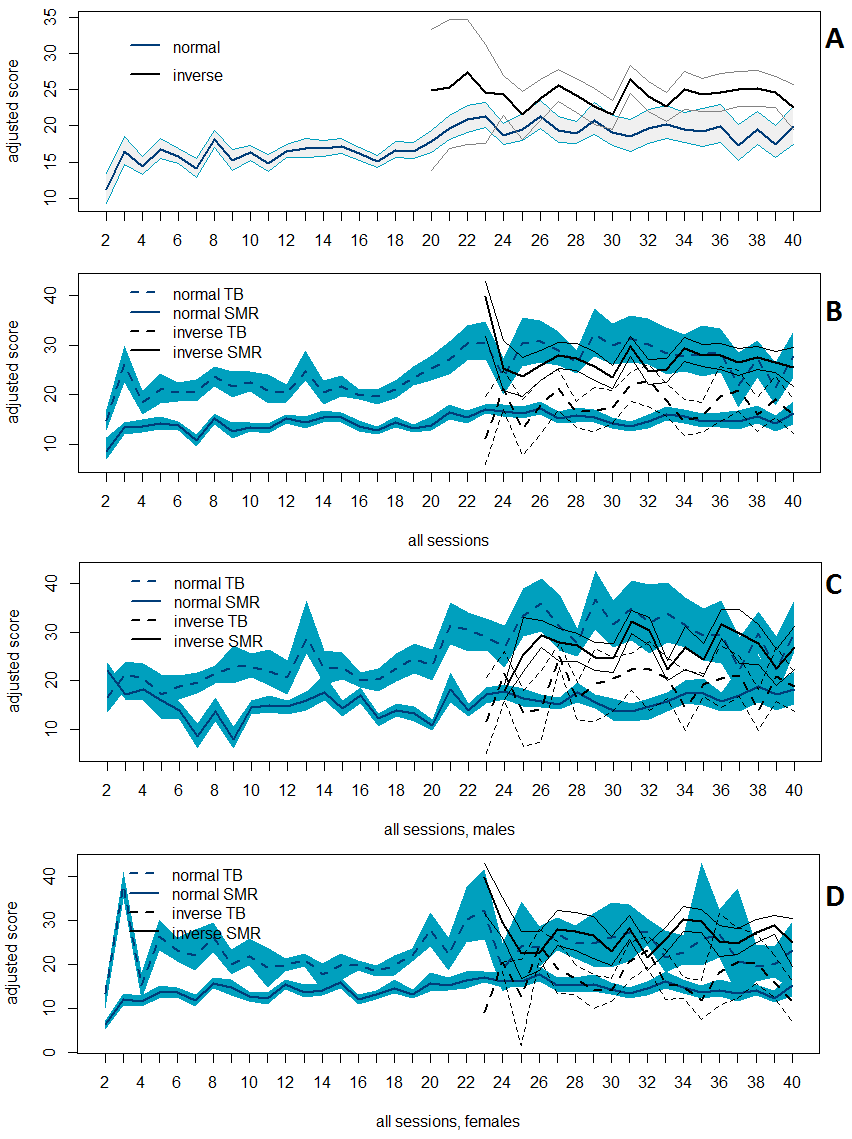 A
adjusted score
35
30
25
20
15
10
normal
inverse
2 4 6 8 10 12 14 16 18 20 22 24 26 28 30 32 34 36 38 40
B
adjusted score
40
30
20
10
normal TB
normal SMR
inverse TB
inverse SMR
2 4 6 8 10 12 14 16 18 20 22 24 26 28 30 32 34 36 38 40
all sessions
C
adjusted score
40
30
20
10
normal TB
normal SMR
inverse TB
inverse SMR
2 4 6 8 10 12 14 16 18 20 22 24 26 28 30 32 34 36 38 40
all sessions, males
D
adjusted score
40
30
20
10
0
normal TB
normal SMR
inverse TB
inverse SMR
2 4 6 8 10 12 14 16 18 20 22 24 26 28 30 32 34 36 38 40
all sessions, females